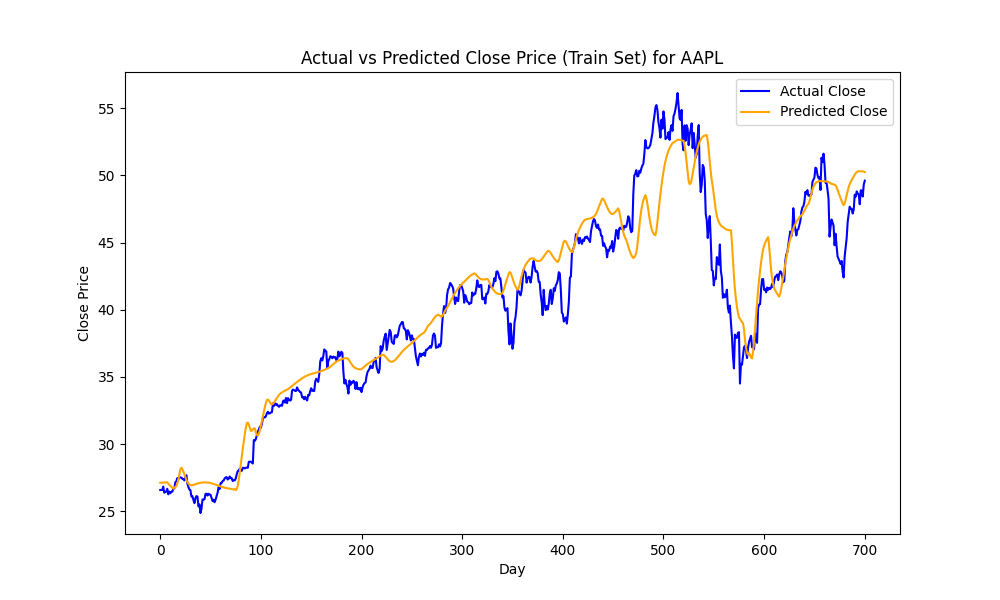 Actual vs Predicted Close Price (Train Set) for AAPL
Actual Close
Predicted Close
Close Price
55
50
45
40
35
30
25
0 100 200 300 400 500 600 700
Day